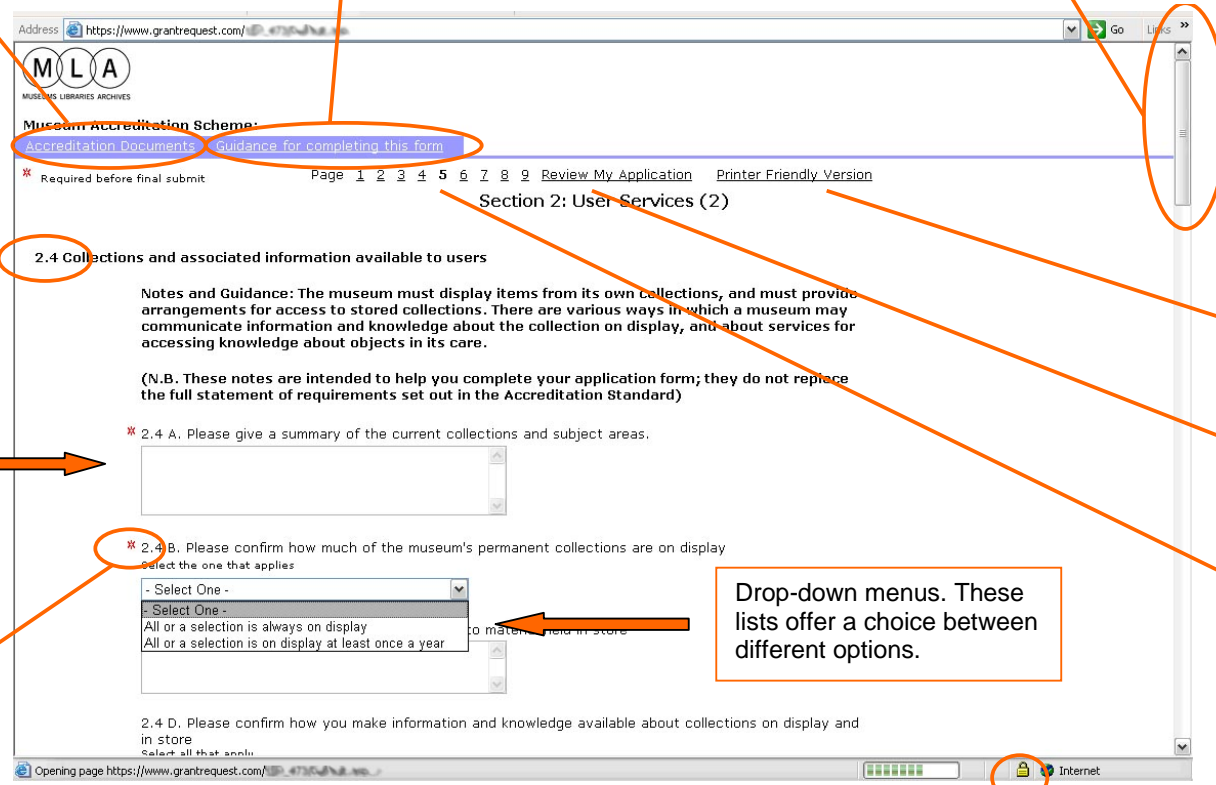 Address https://www.grantrequest.com/ Go Links »
MLA
MUSEUMS LIBRARIES ARCHIVES
Museum Accreditation Scheme:
Accreditation Documents Guidance for completing this form
* Required before final submit Page 1 2 3 4 5 6 7 8 9 Review My Application Printer Friendly Version
Section 2: User Services (2)
2.4 Collections and associated information available to users
Notes and Guidance: The museum must display items from its own collections, and must provide
arrangements for access to stored collections. There are various ways in which a museum may
communicate information and knowledge about the collection on display, and about services for
accessing knowledge about objects in its care.
(N.B. These notes are intended to help you complete your application form; they do not replace
the full statement of requirements set out in the Accreditation Standard)
* 2.4 A. Please give a summary of the current collections and subject areas.
* 2.4 B. Please confirm how much of the museum's permanent collections are on display
Select the one that applies
- Select One -
- Select One -
All or a selection is always on display
All or a selection is on display at least once a year
to material held in store
Drop-down menus. These
lists offer a choice between
different options.
2.4 D. Please confirm how you make information and knowledge available about collections on display and
in store
Select all that apply
Opening page https://www.grantrequest.com/ Internet